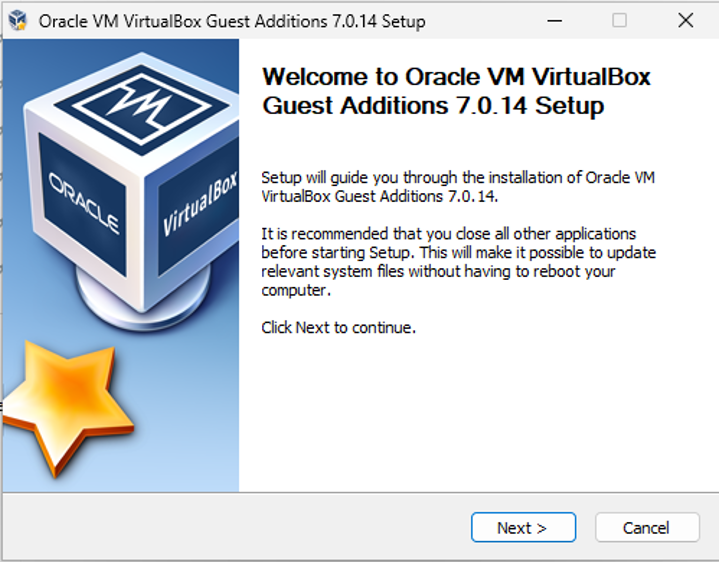 Oracle VM VirtualBox Guest Additions 7.0.14 Setup
Welcome to Oracle VM VirtualBox
Guest Additions 7.0.14 Setup
ORACLE
VirtualBox
Setup will guide you through the installation of Oracle VM
VirtualBox Guest Additions 7.0.14.
It is recommended that you close all other applications
before starting Setup. This will make it possible to update
relevant system files without having to reboot your
computer.
Click Next to continue.
Next >
Cancel